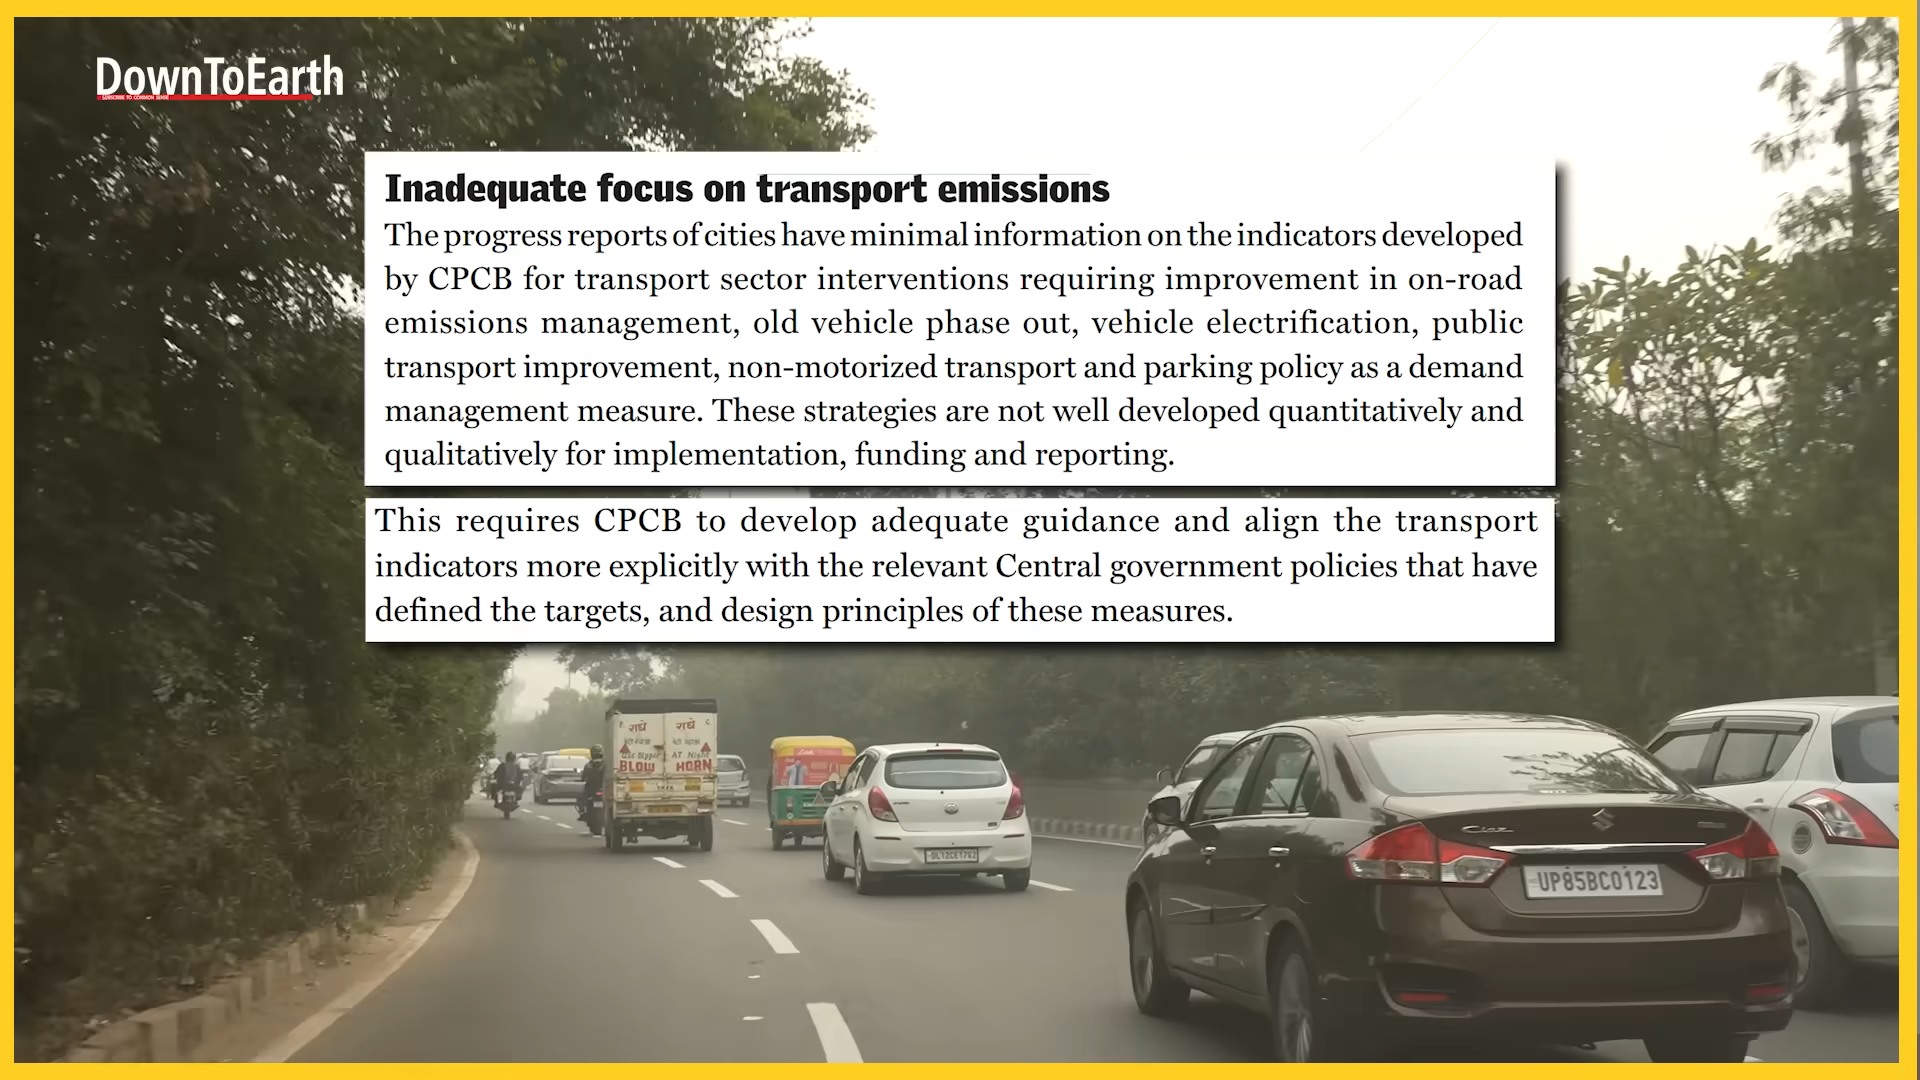 DownToEarth
SUBSCRIBE TO COMMON SENSE
Inadequate focus on transport emissions
The progress reports of cities have minimal information on the indicators developed
by CPCB for transport sector interventions requiring improvement in on-road
emissions management, old vehicle phase out, vehicle electrification, public
transport improvement, non-motorized transport and parking policy as a demand
management measure. These strategies are not well developed quantitatively and
qualitatively for implementation, funding and reporting.
This requires CPCB to develop adequate guidance and align the transport
indicators more explicitly with the relevant Central government policies that have
defined the targets, and design principles of these measures.
राधे राधे
AT Night
BLOW HORN
DL12CE1762
Ciaz
UP85BC0123